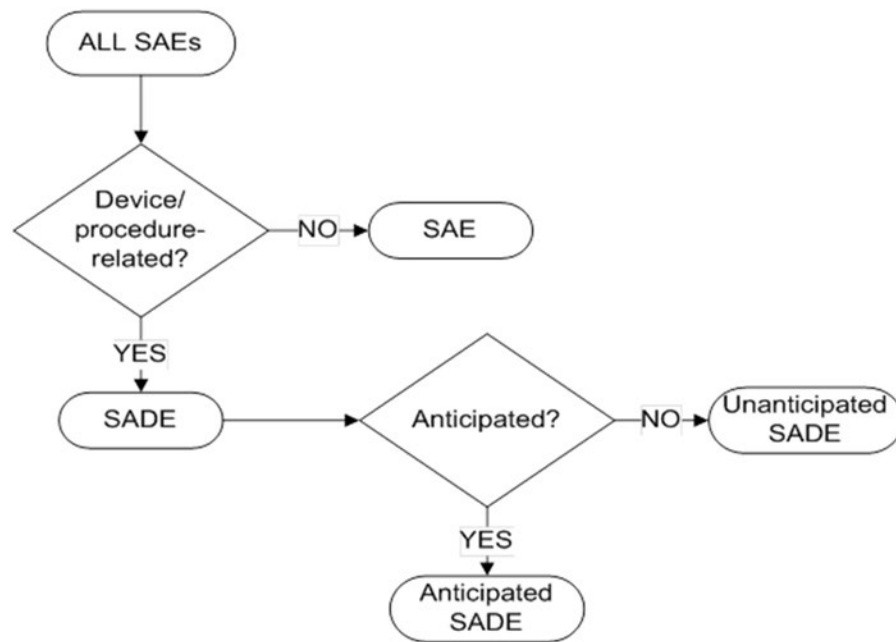 ALL SAEs
Device/
procedure-
related?
NO
SAE
YES
SADE
Anticipated?
NO
Unanticipated
SADE
YES
Anticipated
SADE